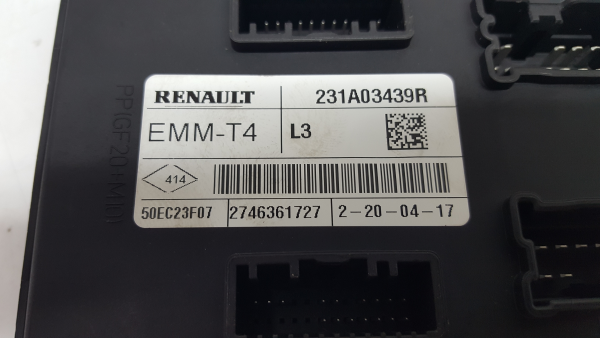 RENAULT 231A03439R
EMM-T4 L3
414
50EC23F07 2746361727 2-20-04-17